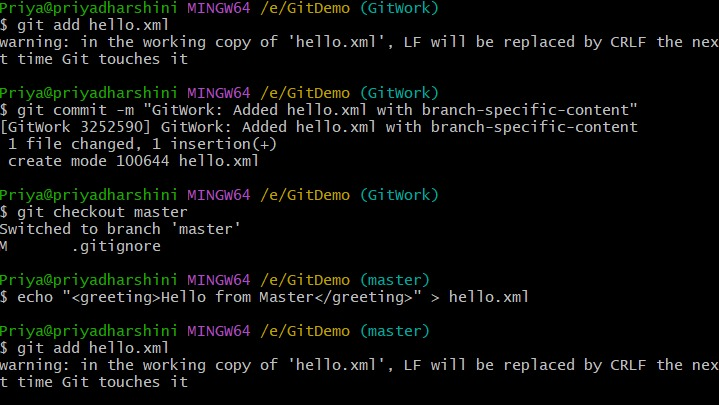 Priya@priyadharshini MINGW64 /e/GitDemo (GitWork)
$ git add hello.xml
warning: in the working copy of 'hello.xml', LF will be replaced by CRLF the nex
t time Git touches it
Priya@priyadharshini MINGW64 /e/GitDemo (GitWork)
$ git commit -m "GitWork: Added hello.xml with branch-specific-content"
[GitWork 3252590] GitWork: Added hello.xml with branch-specific-content
 1 file changed, 1 insertion(+)
 create mode 100644 hello.xml
Priya@priyadharshini MINGW64 /e/GitDemo (GitWork)
$ git checkout master
Switched to branch 'master'
M       .gitignore
Priya@priyadharshini MINGW64 /e/GitDemo (master)
$ echo "<greeting>Hello from Master</greeting>" > hello.xml
Priya@priyadharshini MINGW64 /e/GitDemo (master)
$ git add hello.xml
warning: in the working copy of 'hello.xml', LF will be replaced by CRLF the nex
t time Git touches it